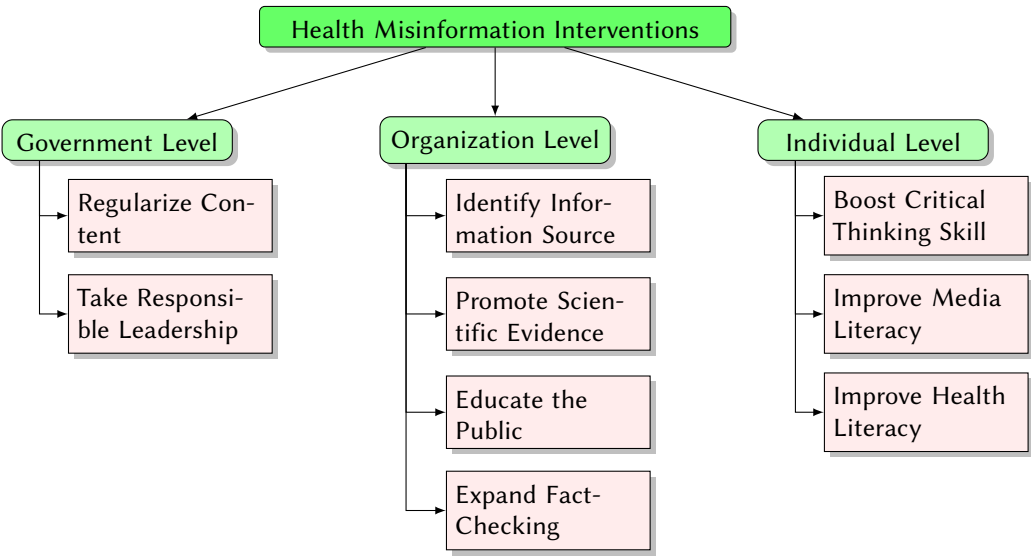 Health Misinformation Interventions
Government Level
Regularize Con-
tent
Take Responsi-
ble Leadership
Organization Level
Identify Infor-
mation Source
Promote Scien-
tific Evidence
Educate the
Public
Expand Fact-
Checking
Individual Level
Boost Critical
Thinking Skill
Improve Media
Literacy
Improve Health
Literacy